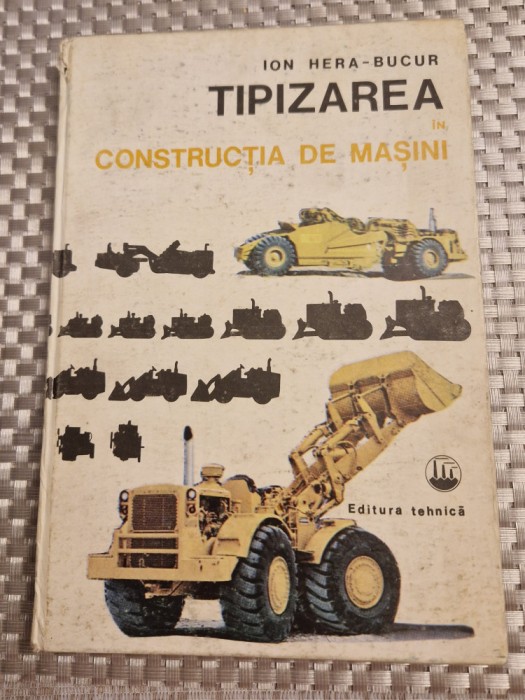 ION HERA-BUCUR
TIPIZAREA
ÎN
CONSTRUCȚIA DE MAȘINI
Editura tehnică